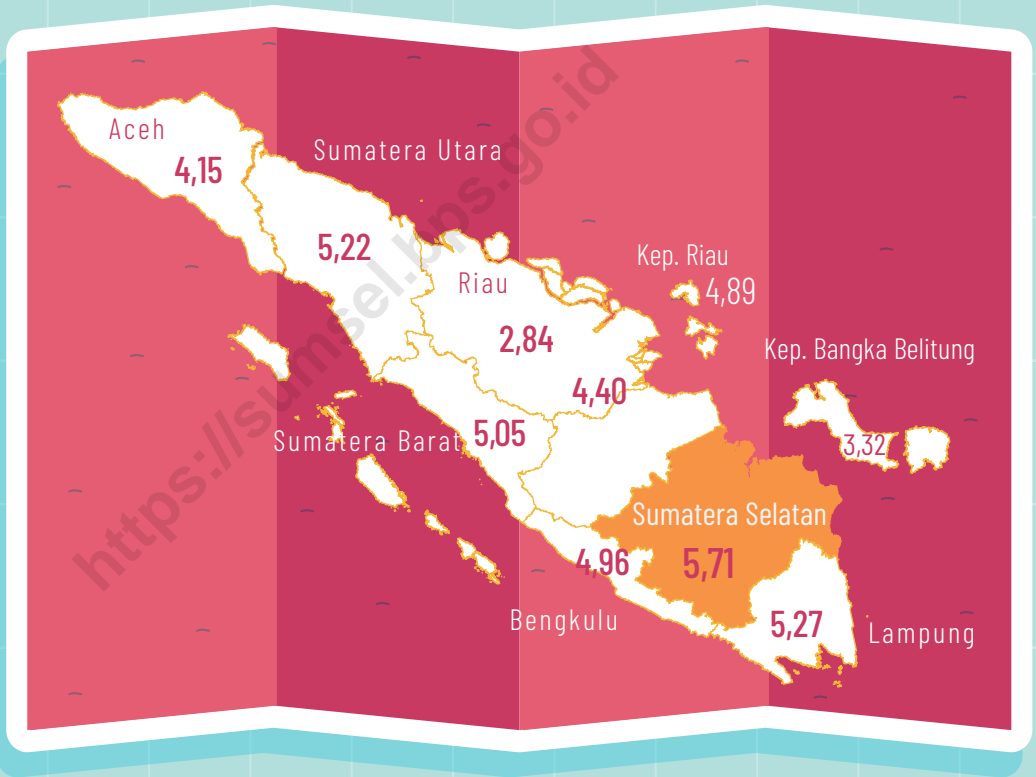 Aceh
4,15
Sumatera Utara
5,22
Riau
2,84
Kep. Riau
4,89
Kep. Bangka Belitung
3,32
4,40
Sumatera Barat
5,05
Sumatera Selatan
5,71
4,96
Bengkulu
5,27
Lampung
https://sumsel.bps.go.id